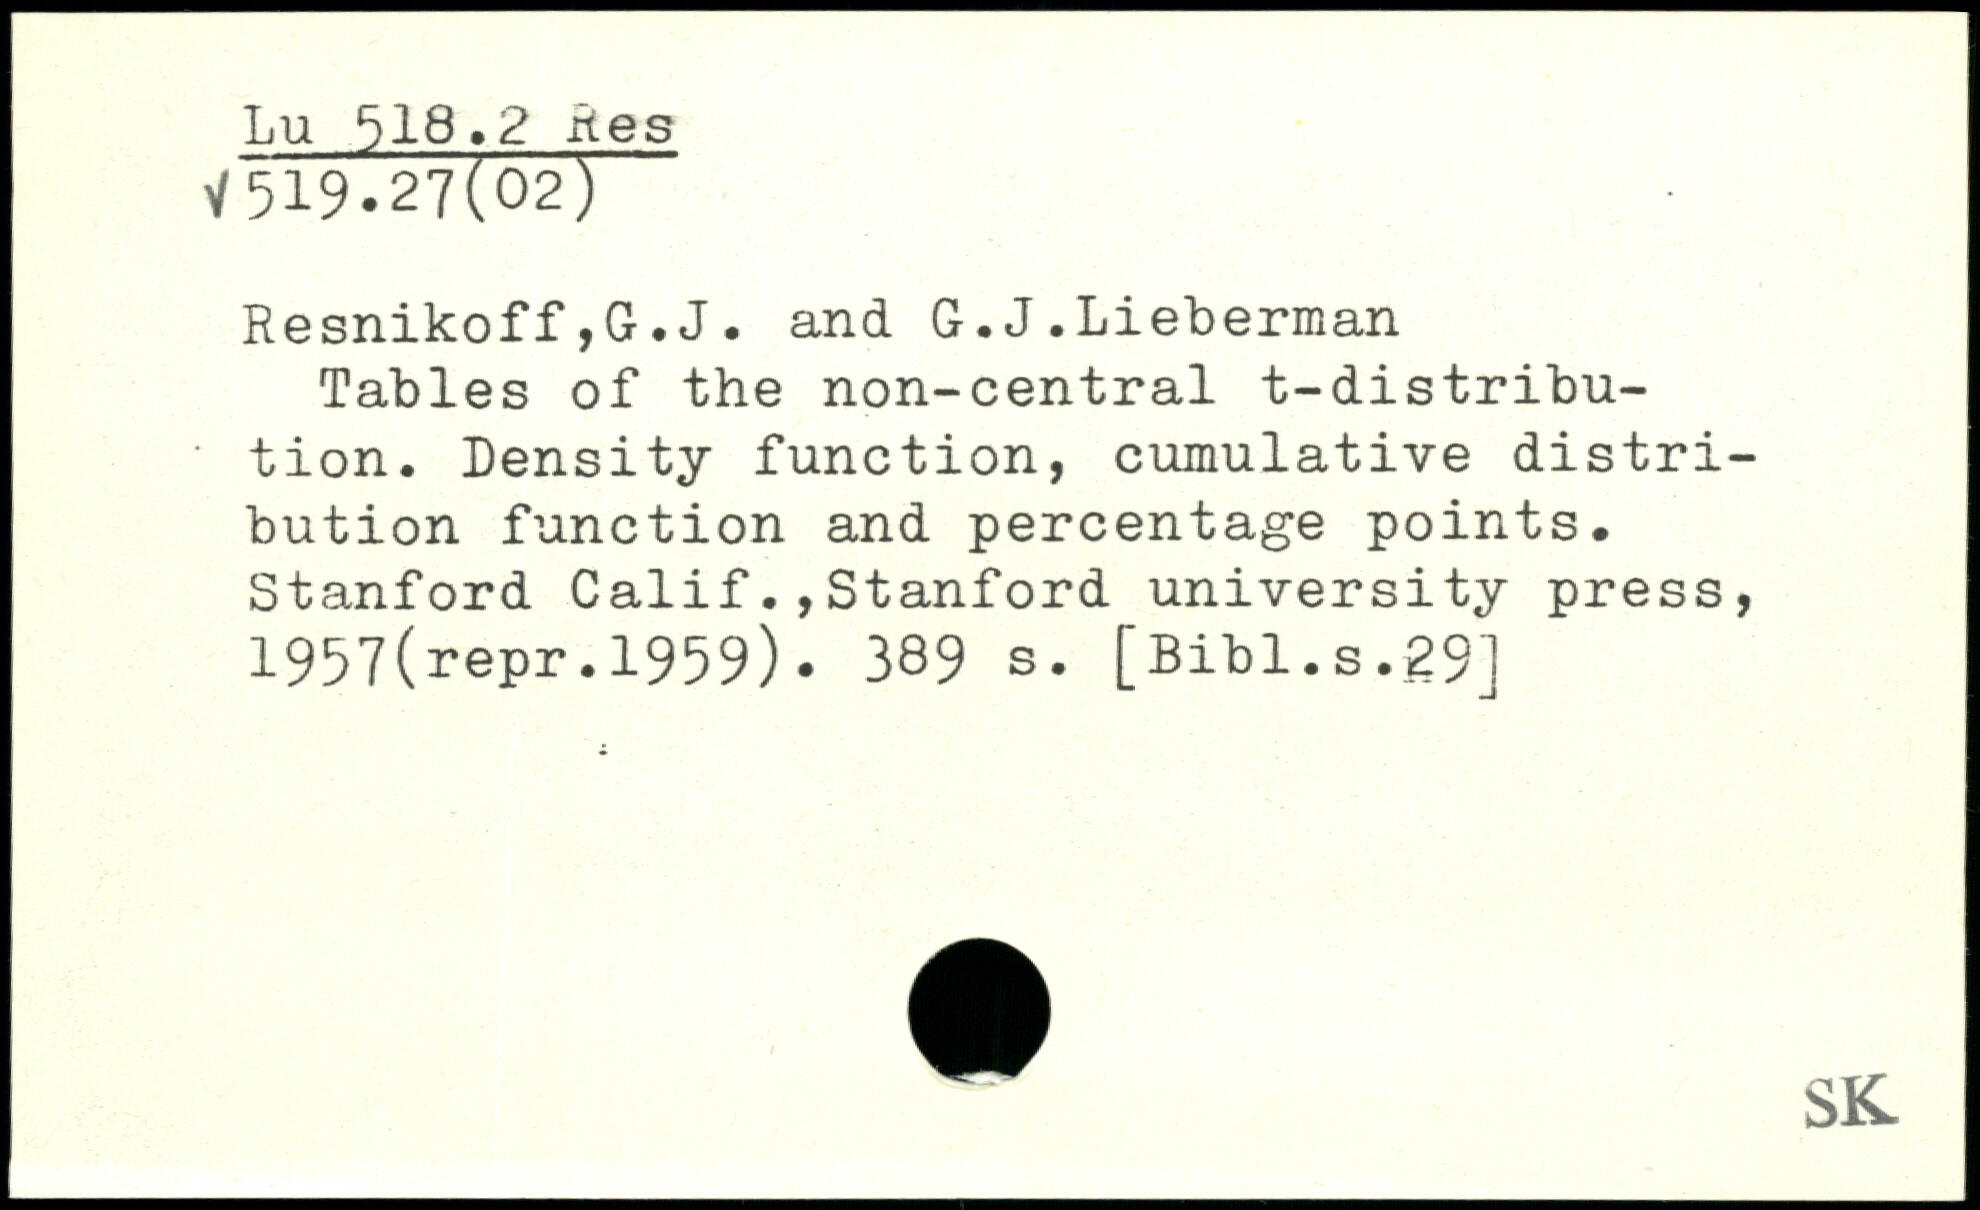 Lu 518.2 Res
√519.27(02)
Resnikoff,G.J. and G.J.Lieberman
Tables of the non-central t-distribu-
tion. Density function, cumulative distri-
bution function and percentage points.
Stanford Calif.,Stanford university press,
1957(repr.1959). 389 s. [Bibl.s.29]
SK